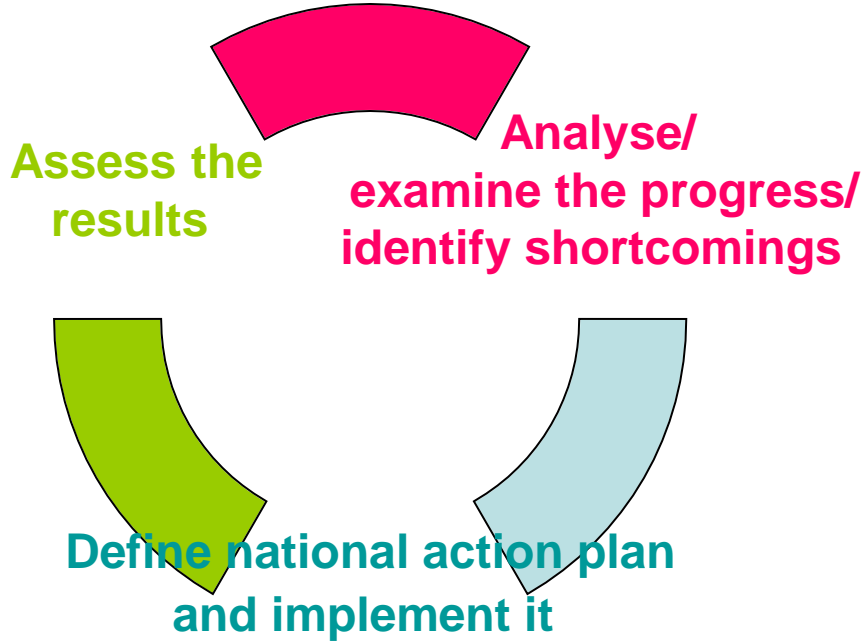 Assess the
results
Analyse/
examine the progress/
identify shortcomings
Define national action plan
and implement it